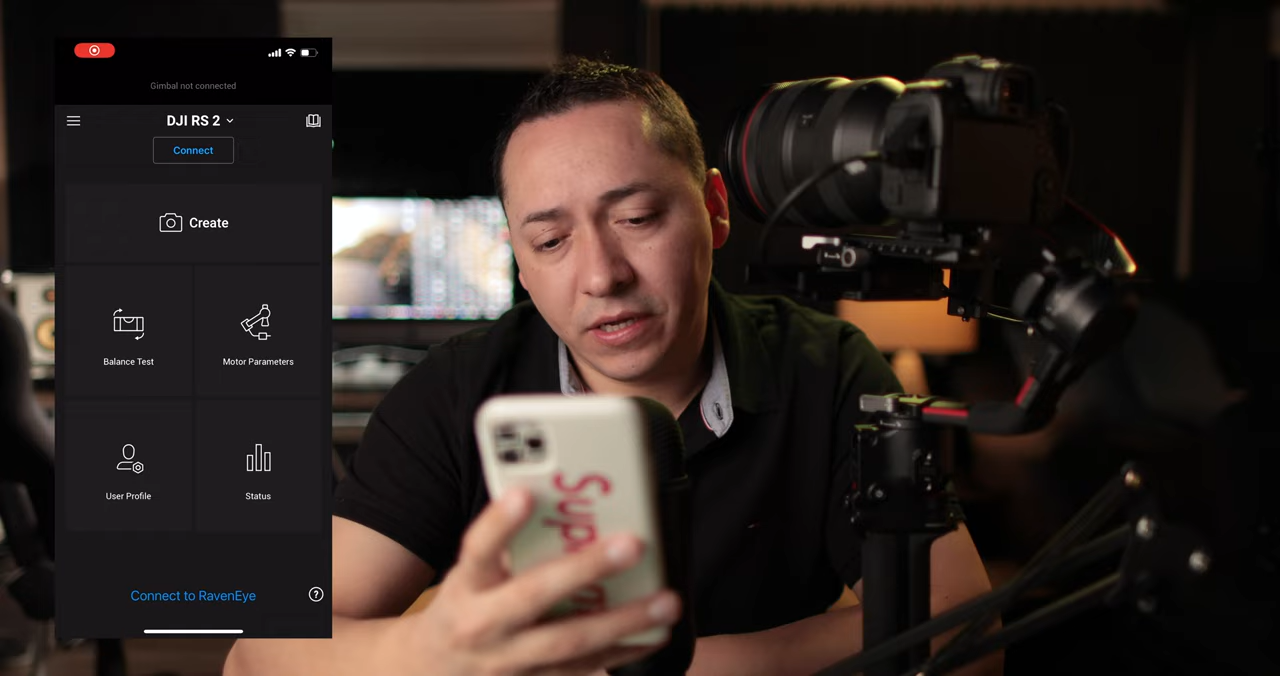 Gimbal not connected
DJI RS 2
Connect
Create
Balance Test
Motor Parameters
User Profile
Status
Connect to RavenEye
?